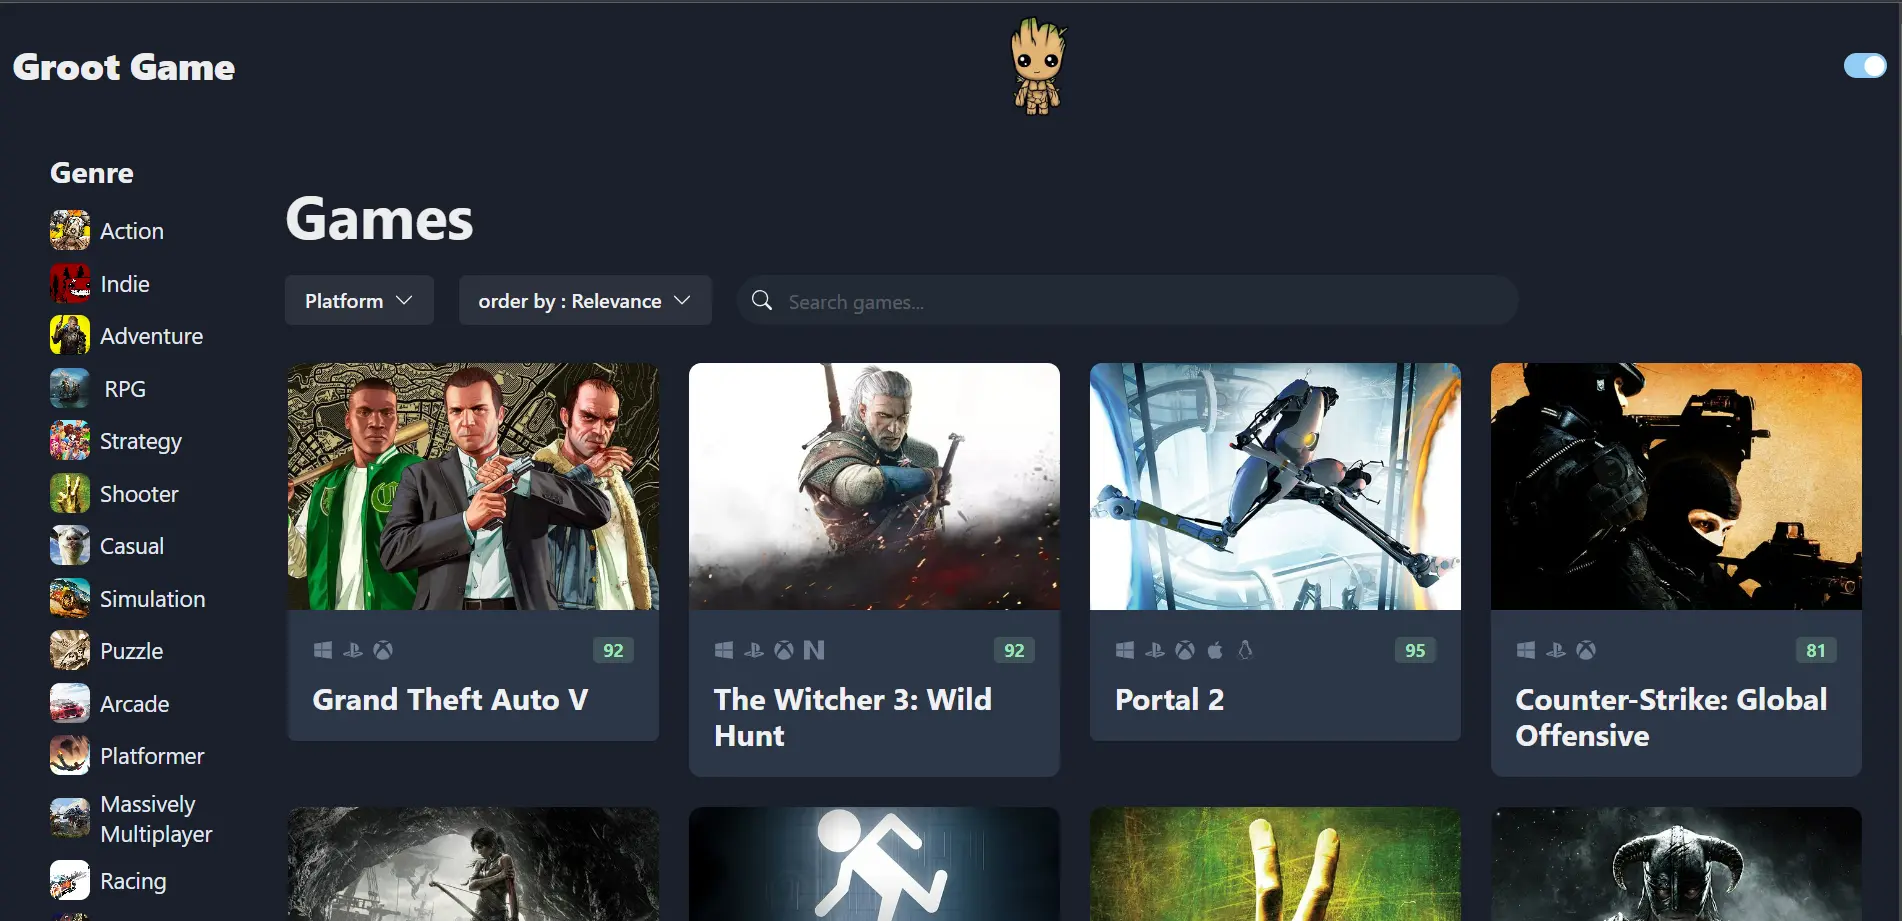 Groot Game
Genre
Action
Indie
Adventure
RPG
Strategy
Shooter
Casual
Simulation
Puzzle
Arcade
Platformer
Massively
Multiplayer
Racing
Games
Platform
order by : Relevance
Search games...
92
Grand Theft Auto V
92
The Witcher 3: Wild
Hunt
95
Portal 2
81
Counter-Strike: Global
Offensive